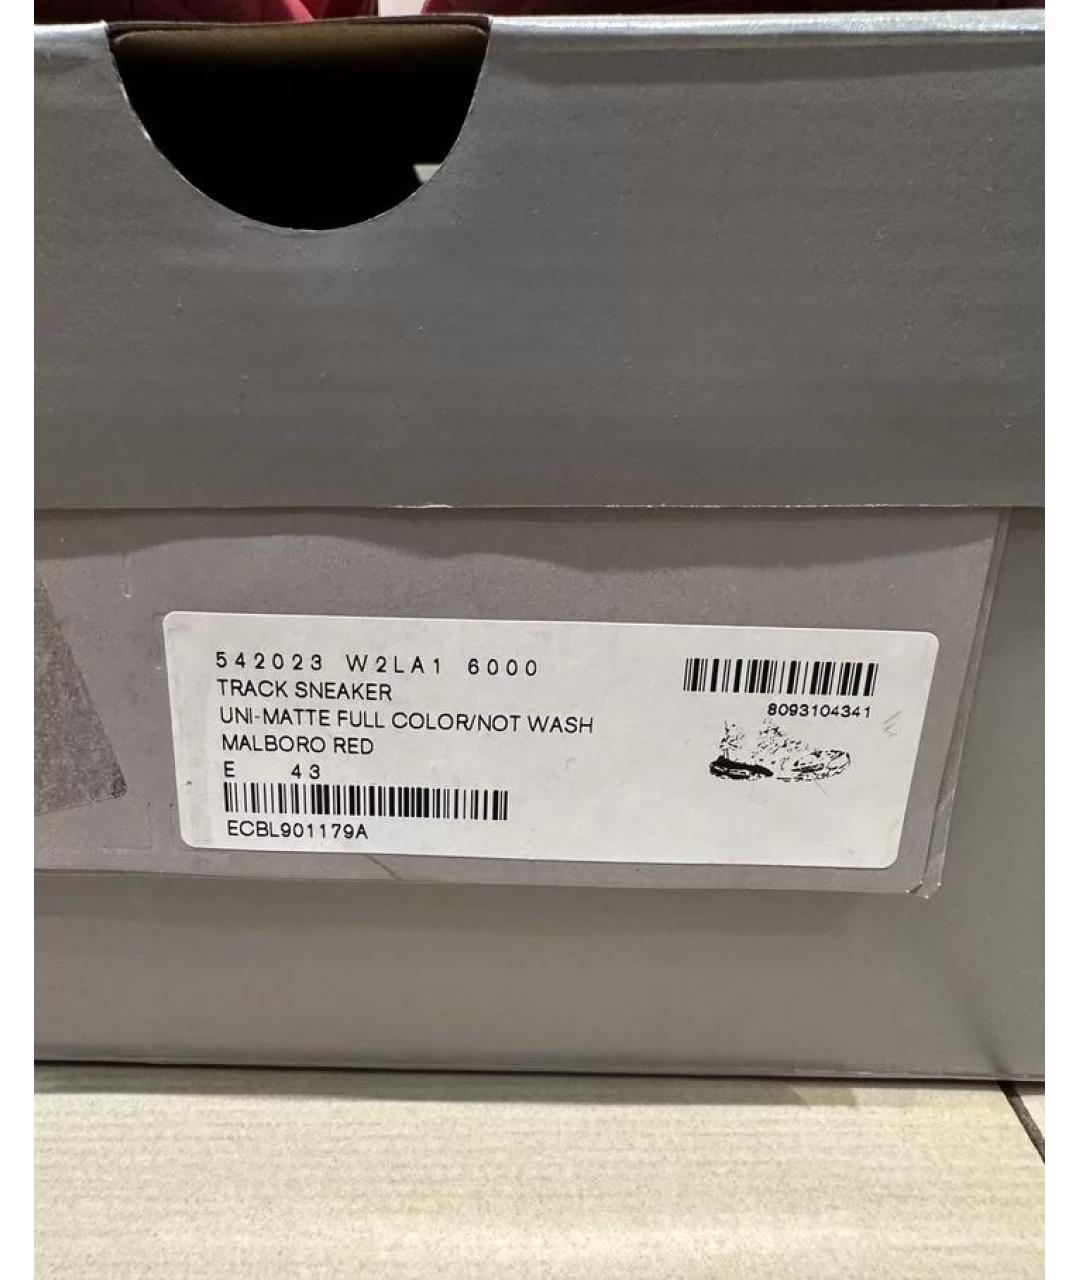 542023 W2LA1 6000
TRACK SNEAKER
UNI-MATTE FULL COLOR/NOT WASH
MALBORO RED
E 43
ECBL901179A
8093104341